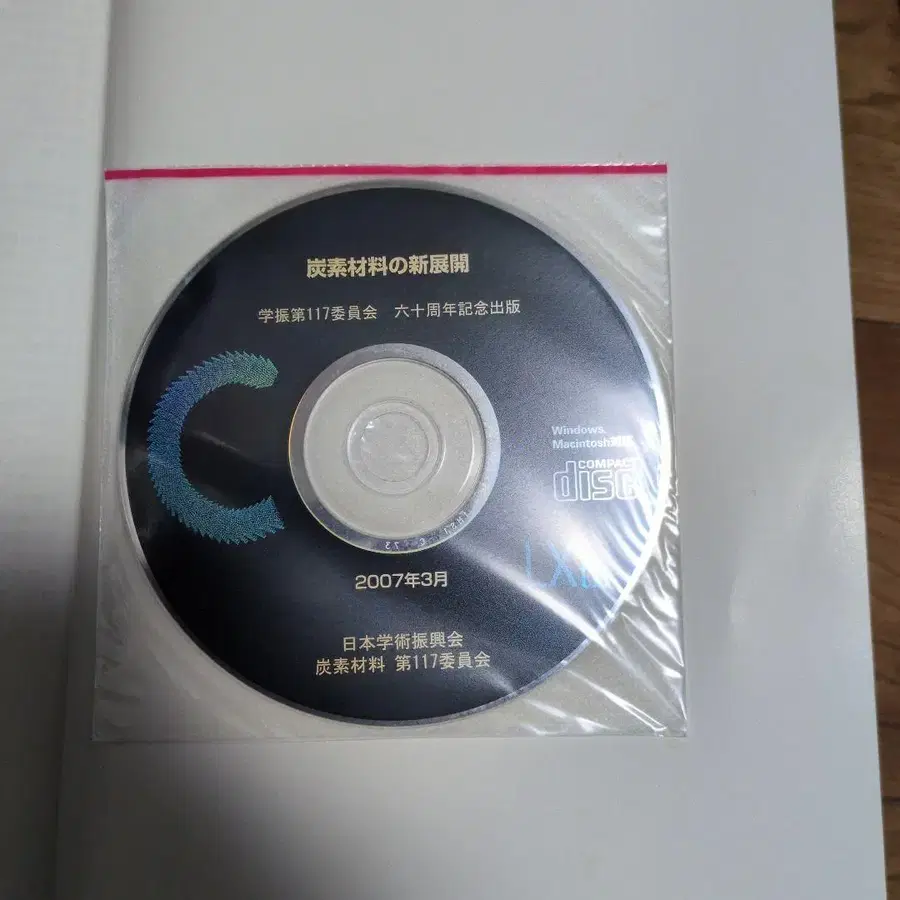 炭素材料の新展開
学振第117委員会 六十周年記念出版
C
Windows,
Macintosh対応
COMPACT
disc
2007年3月
日本学術振興会
炭素材料 第117委員会